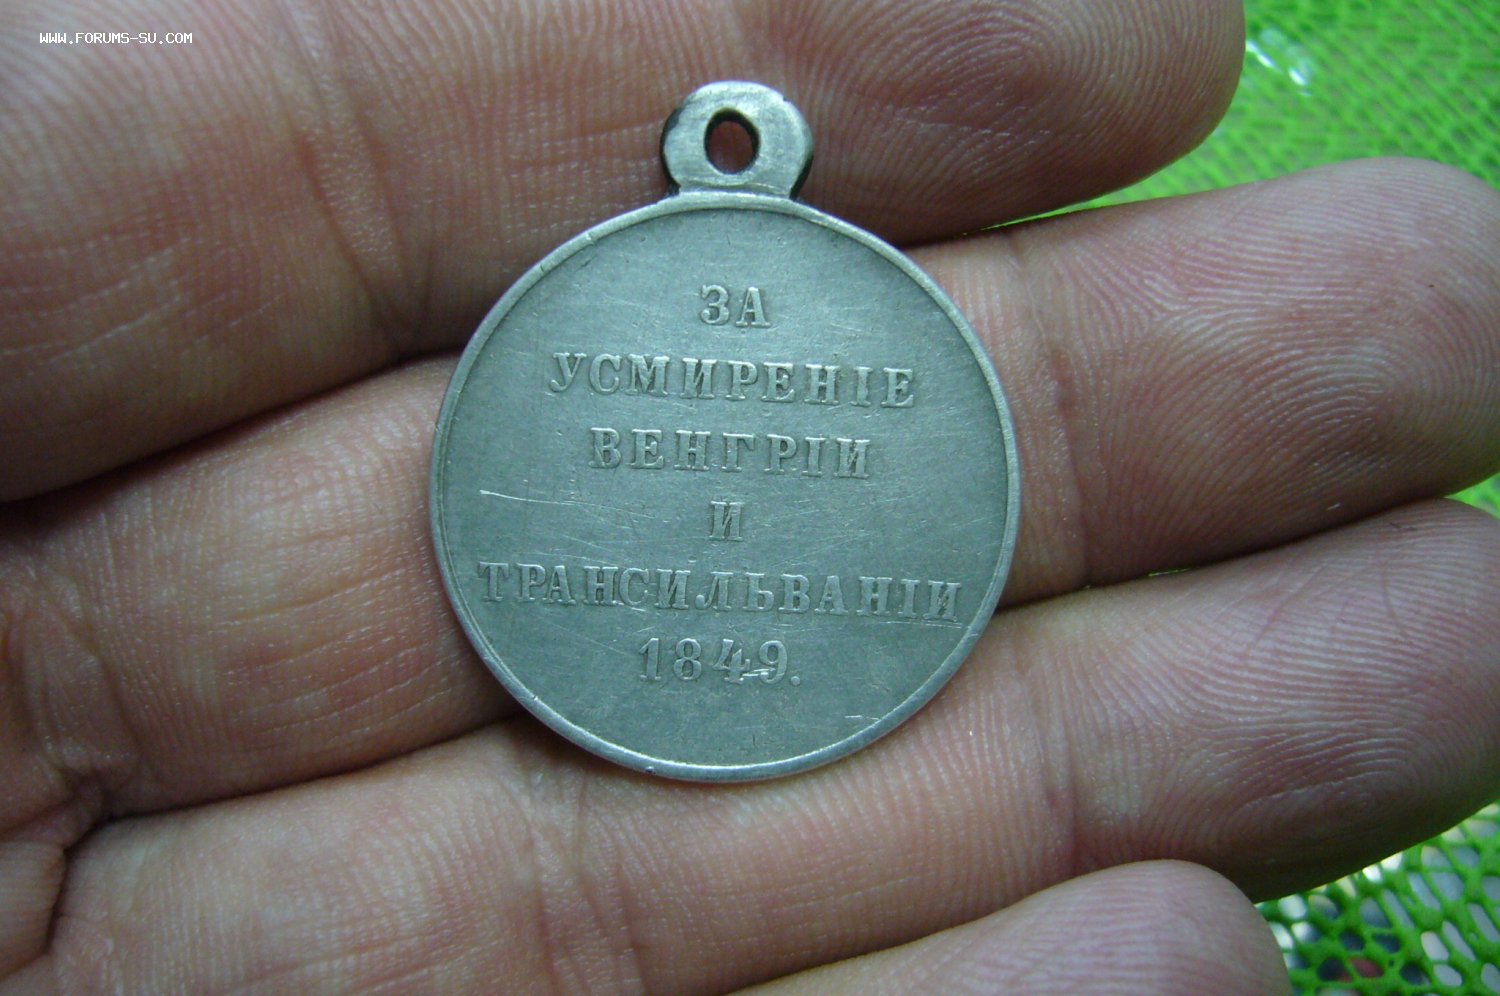 WWW.FORUMS-SU.COM
ЗА
УСМИРЕНІЕ
ВЕНГРІИ
И
ТРАНСИЛЬВАНІИ
1849.